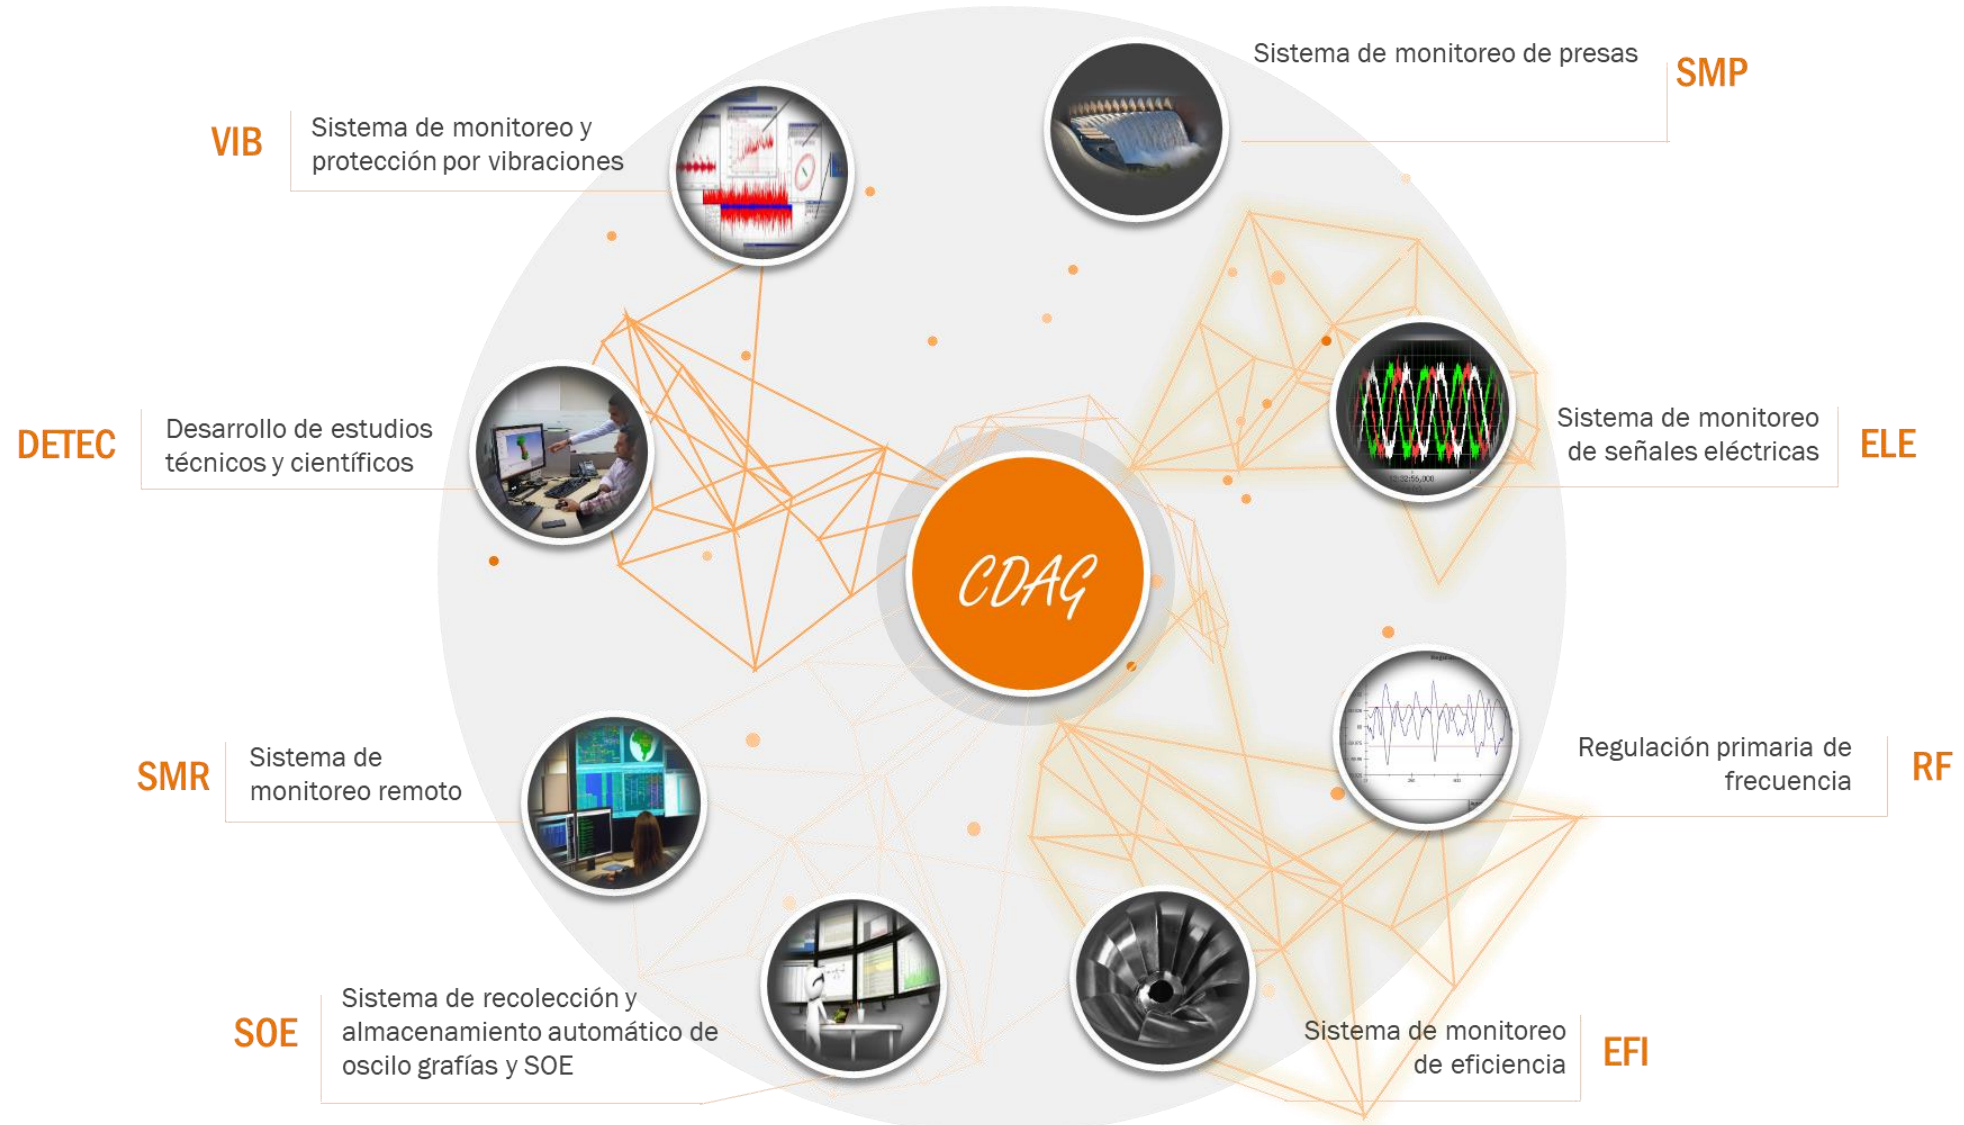 Sistema de monitoreo de presas
SMP
VIB
Sistema de monitoreo y
protección por vibraciones
DETEC
Desarrollo de estudios
técnicos y científicos
Sistema de monitoreo
de señales eléctricas
ELE
CDAG
SMR
Sistema de
monitoreo remoto
Regulación primaria de
frecuencia
RF
SOE
Sistema de recolección y
almacenamiento automático de
oscilo grafías y SOE
Sistema de monitoreo
de eficiencia
EFI